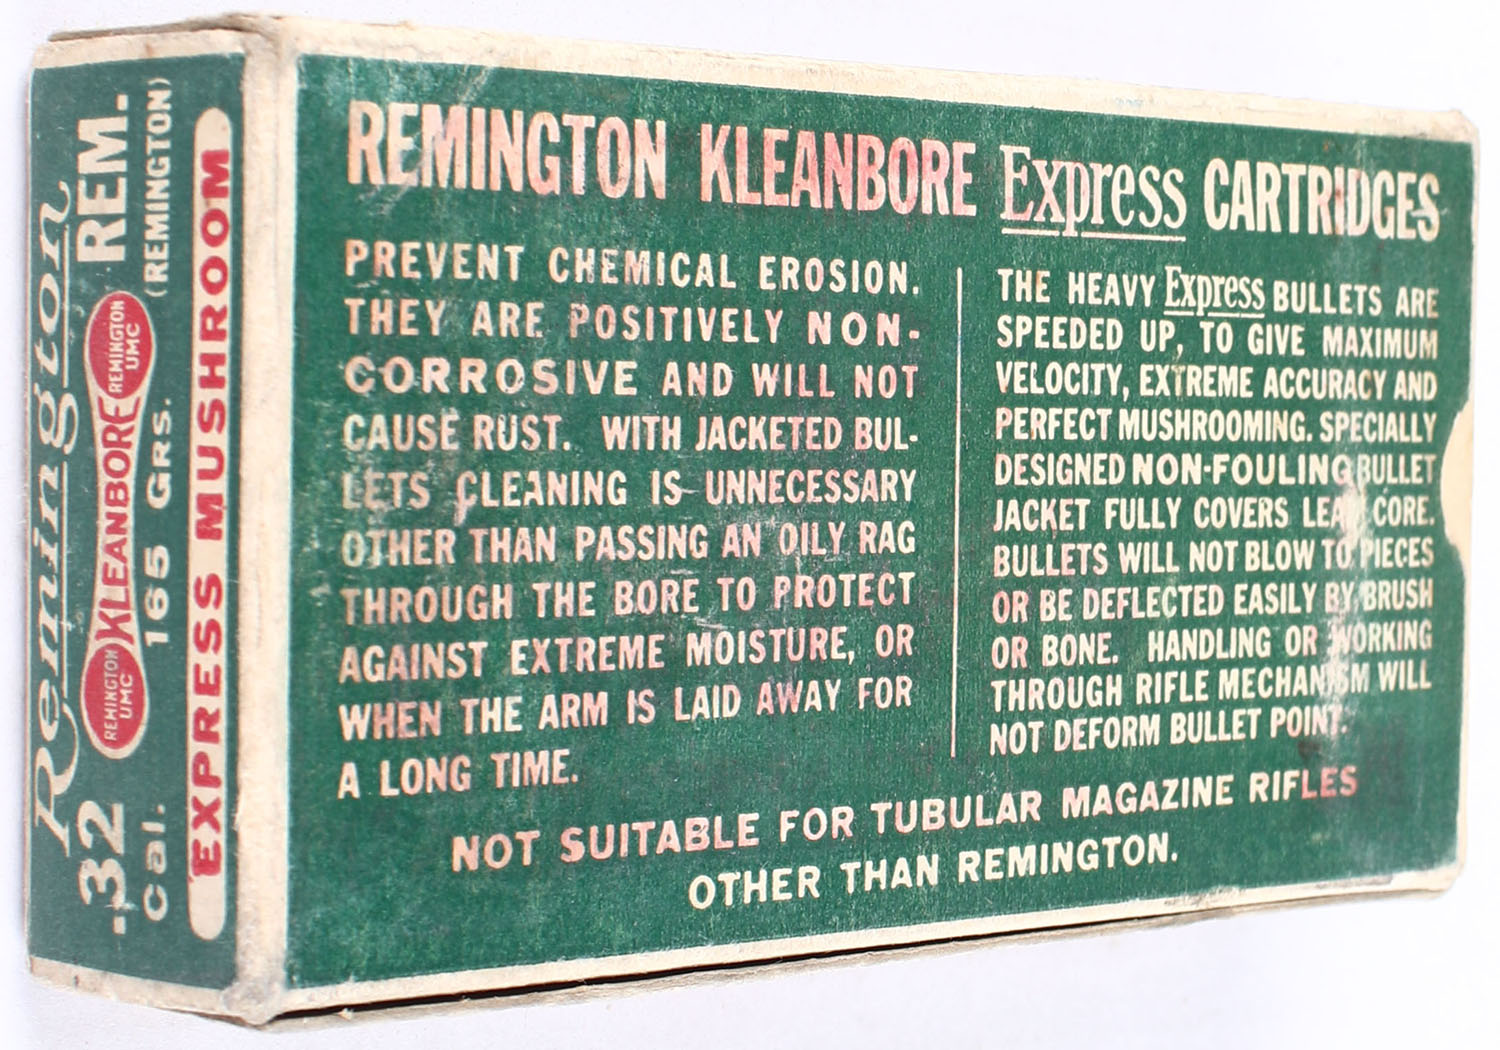 Remington
.32 REM.
Cal. 165 GRS. (REMINGTON)
REMINGTON UMC KLEANBORE REMINGTON UMC
EXPRESS MUSHROOM
REMINGTON KLEANBORE Express CARTRIDGES
PREVENT CHEMICAL EROSION.
THEY ARE POSITIVELY NON-
CORROSIVE AND WILL NOT
CAUSE RUST. WITH JACKETED BUL-
LETS CLEANING IS UNNECESSARY
OTHER THAN PASSING AN OILY RAG
THROUGH THE BORE TO PROTECT
AGAINST EXTREME MOISTURE, OR
WHEN THE ARM IS LAID AWAY FOR
A LONG TIME.
THE HEAVY Express BULLETS ARE
SPEEDED UP, TO GIVE MAXIMUM
VELOCITY, EXTREME ACCURACY AND
PERFECT MUSHROOMING. SPECIALLY
DESIGNED NON-FOULING BULLET
JACKET FULLY COVERS LEAD CORE.
BULLETS WILL NOT BLOW TO PIECES
OR BE DEFLECTED EASILY BY BRUSH
OR BONE. HANDLING OR WORKING
THROUGH RIFLE MECHANISM WILL
NOT DEFORM BULLET POINT.
NOT SUITABLE FOR TUBULAR MAGAZINE RIFLES
OTHER THAN REMINGTON.